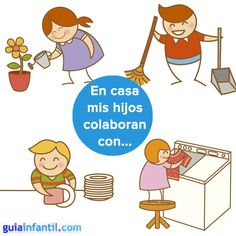 En casa
mis hijos
colaboran
con...
guiainfantil.com